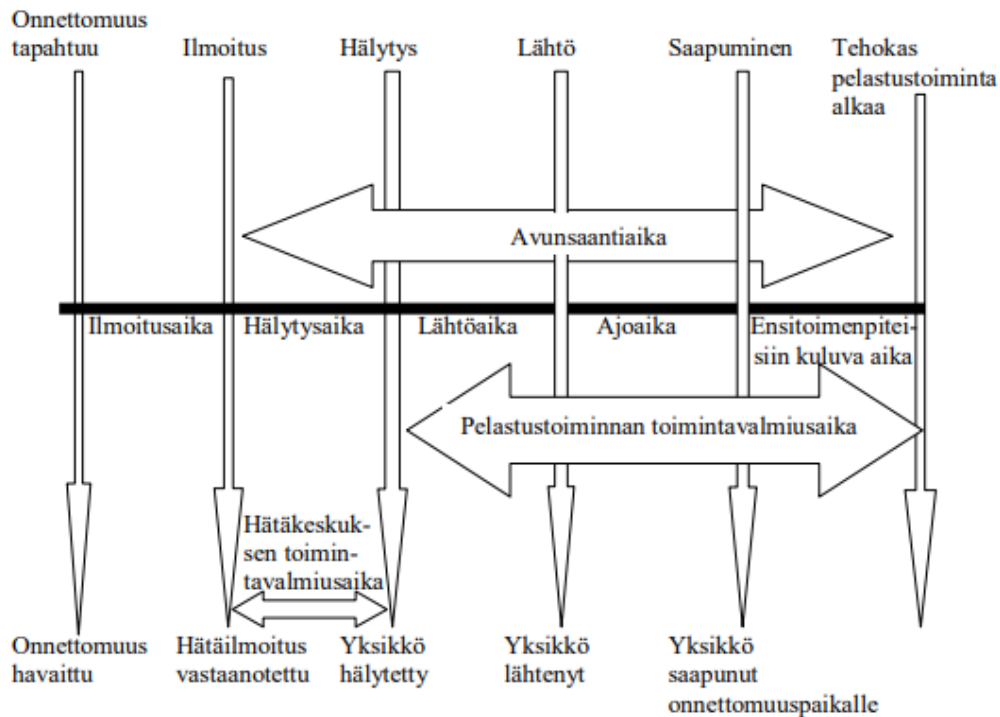 Onnettomuus
tapahtuu
Ilmoitus
Hälytys
Lähtö
Saapuminen
Tehokas
pelastustoiminta
alkaa
Avunsaantiaika
Ilmoitusaika
Hälytysaika
Lähtöaika
Ajoaika
Ensitoimenpitei-
siin kuluva aika
Pelastustoiminnan toimintavalmiusaika
Hätäkeskuk-
sen toimin-
tavalmiusaika
Onnettomuus
havaittu
Hätäilmoitus
vastaanotettu
Yksikkö
hälytetty
Yksikkö
lähtenyt
Yksikkö
saapunut
onnettomuuspaikalle